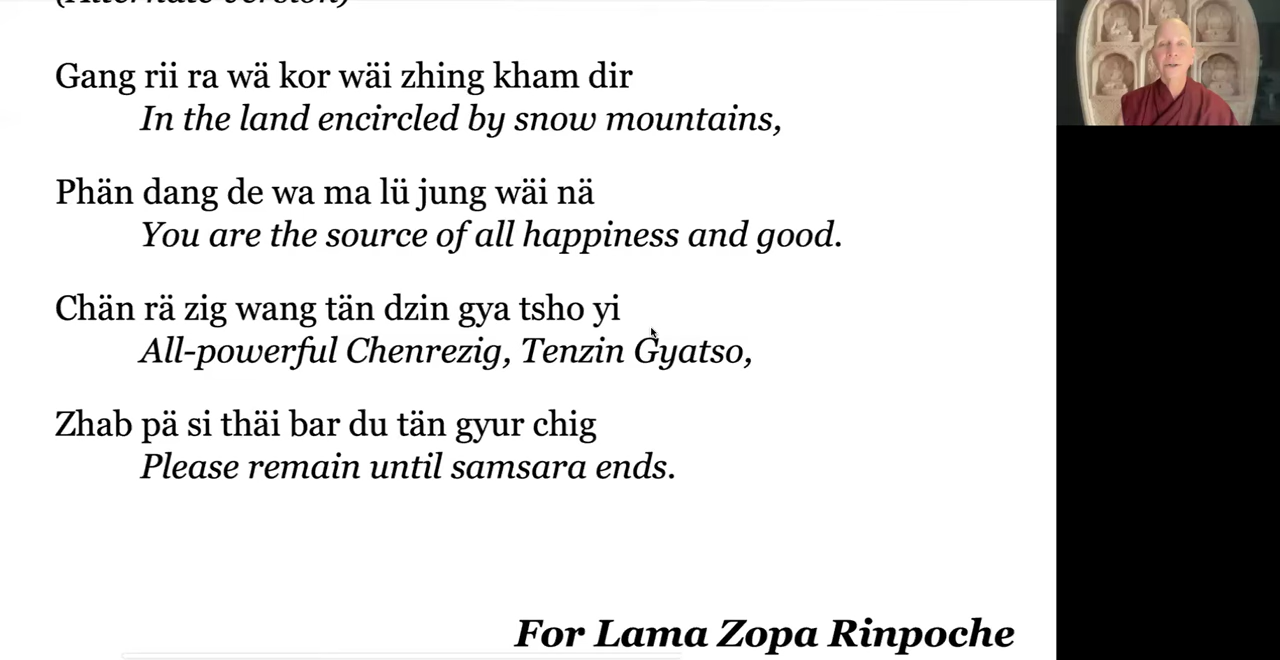 (Alternate version)
Gang rii ra wä kor wäi zhing kham dir
In the land encircled by snow mountains,
Phän dang de wa ma lü jung wäi nä
You are the source of all happiness and good.
Chän rä zig wang tän dzin gya tsho yi
All-powerful Chenrezig, Tenzin Gyatso,
Zhab pä si thäi bar du tän gyur chig
Please remain until samsara ends.
For Lama Zopa Rinpoche